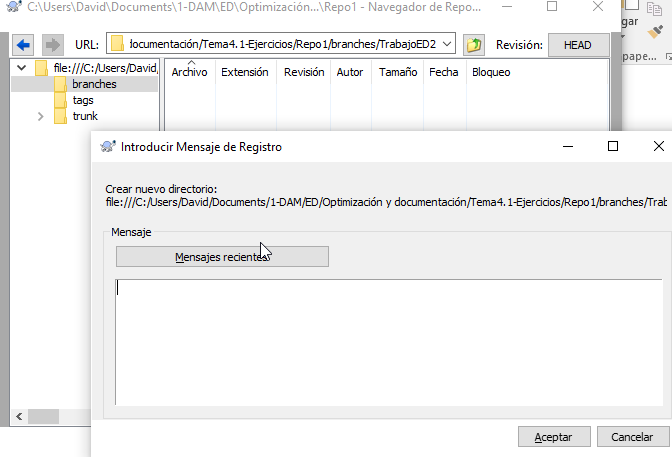 C:\Users\David\Documents\1-DAM\ED\Optimización...\Repo1 - Navegador de Repo...
URL: documentación/Tema4.1-Ejercicios/Repo1/branches/TrabajoED2 Revisión: HEAD
file:///C:/Users/David,
branches
tags
trunk
Archivo Extensión Revisión Autor Tamaño Fecha Bloqueo
gar
pape...
Introducir Mensaje de Registro
Crear nuevo directorio:
file:///C:/Users/David/Documents/1-DAM/ED/Optimización y documentación/Tema4.1-Ejercicios/Repo1/branches/Trab
Mensaje
Mensajes recientes
Aceptar Cancelar